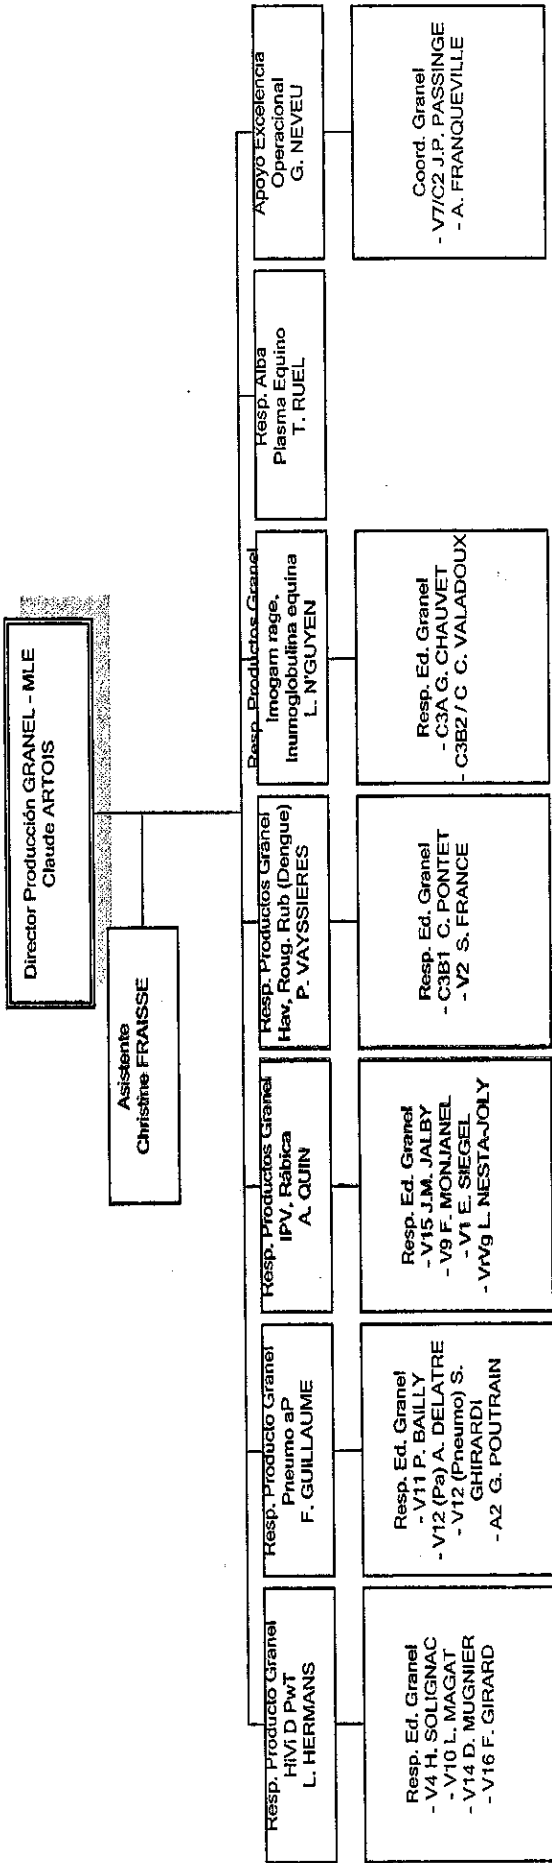 Director Producción GRANEL - MLE
Claude ARTOIS
Asistente
Christine FRAISSE
Resp. Producto Granel
HiVi D PwT
L. HERMANS
Resp. Producto Granel
Pneumo aP
F. GUILLAUME
Resp. Productos Granel
IPV, Rábica
A. QUIN
Resp. Productos Granel
Hav, Roug. Rub (Dengue)
P. VAYSSIERES
Resp. Productos Granel
Imogam rage,
Inumoglobulina equina
L. N'GUYEN
Resp. Alba
Plasma Equino
T. RUEL
Apoyo Excelencia
Operacional
G. NEVEU
Resp. Ed. Granel
- V4 H. SOLIGNAC
- V10 L. MAGAT
- V14 D. MUGNIER
- V16 F. GIRARD
Resp. Ed. Granel
- V11 P. BAILLY
- V12 (Pa) A. DELATRE
- V12 (Pneumo) S.
GHIRARDI
- A2 G. POUTRAIN
Resp. Ed. Granel
- V15 J.M. JALBY
- V9 F. MONJANEL
- V1 E. SIEGEL
- VrVg L. NESTA-JOLY
Resp. Ed. Granel
- C3B1 C. PONTET
- V2 S. FRANCE
Resp. Ed. Granel
- C3A G. CHAUVET
- C3B2 / C C. VALADOUX
Coord. Granel
- V7/C2 J.P. PASSINGE
- A. FRANQUEVILLE